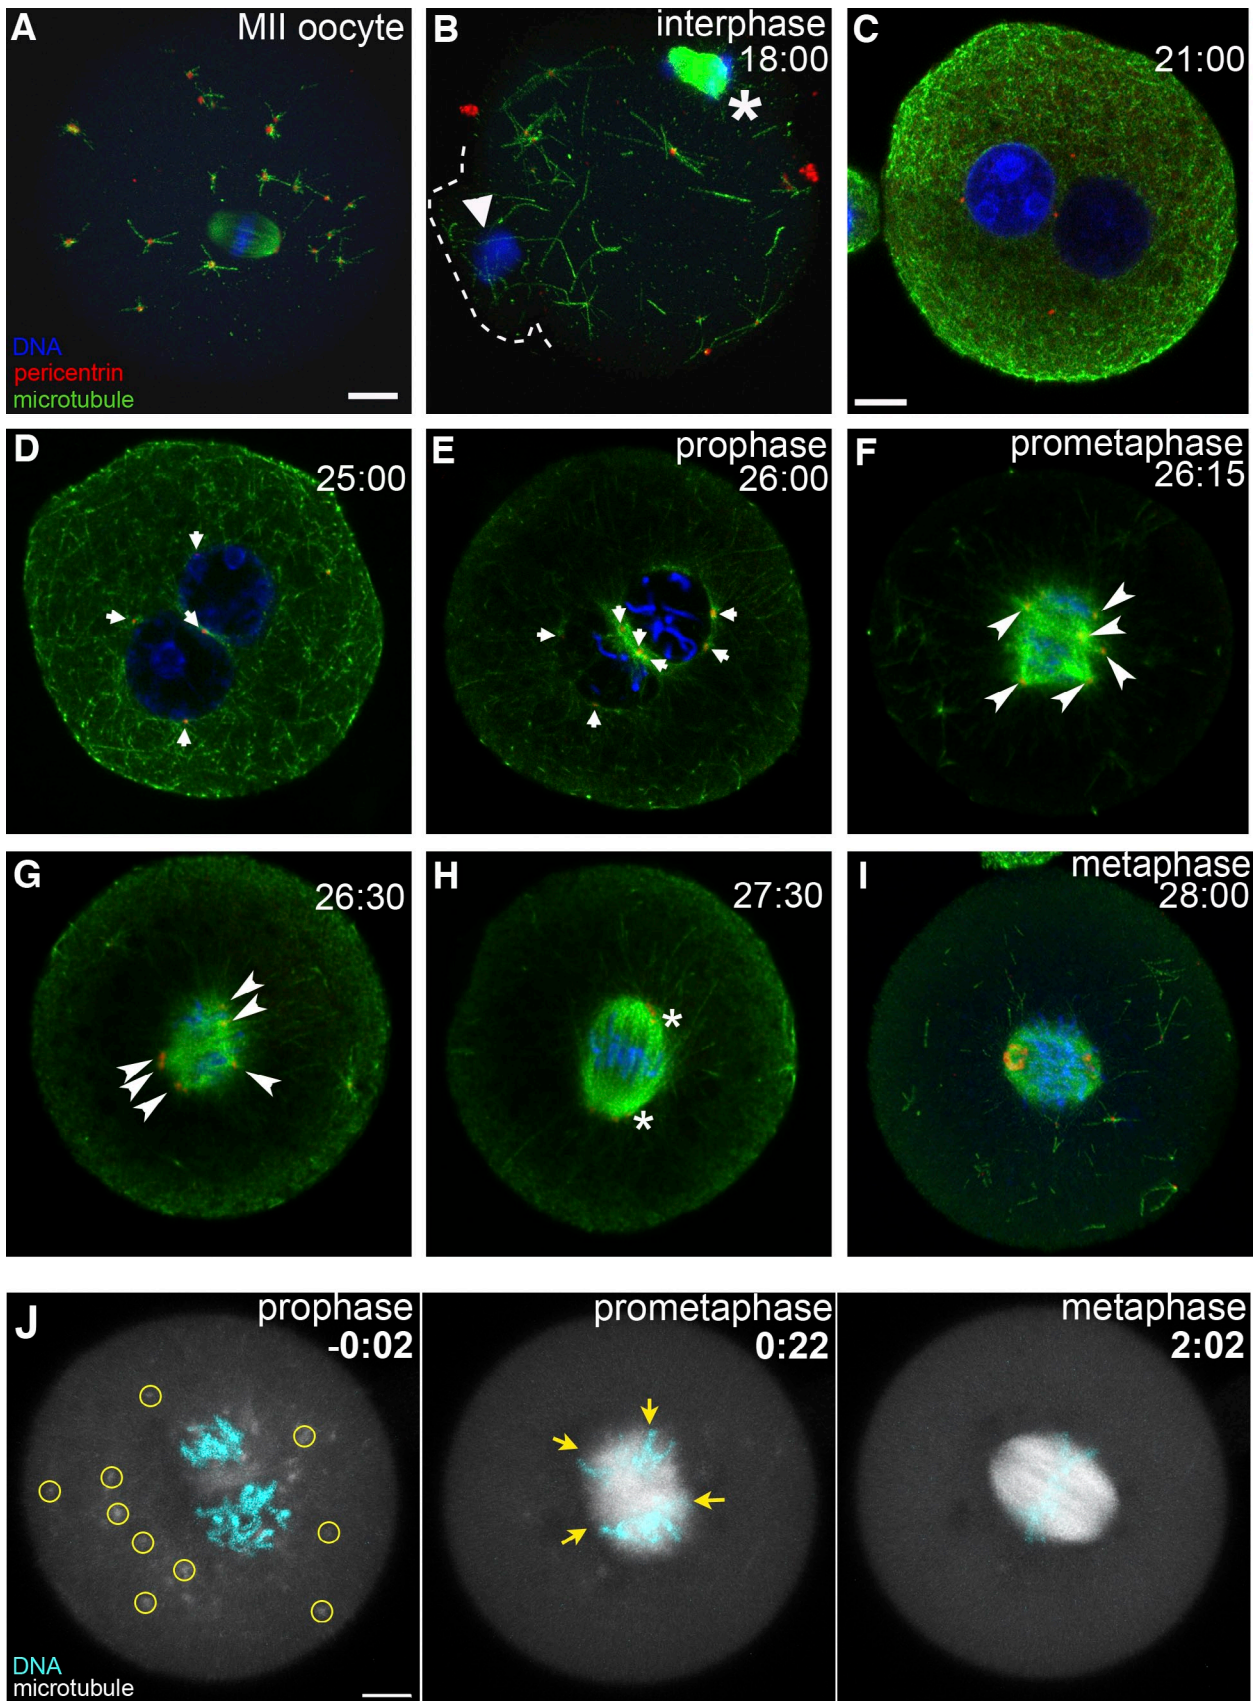 A
MII oocyte
DNA
pericentrin
microtubule
B
interphase
18:00
*
C
21:00
D
25:00
E
prophase
26:00
F
prometaphase
26:15
G
26:30
H
27:30
*
*
I
metaphase
28:00
J
prophase
-0:02
DNA
microtubule
prometaphase
0:22
metaphase
2:02